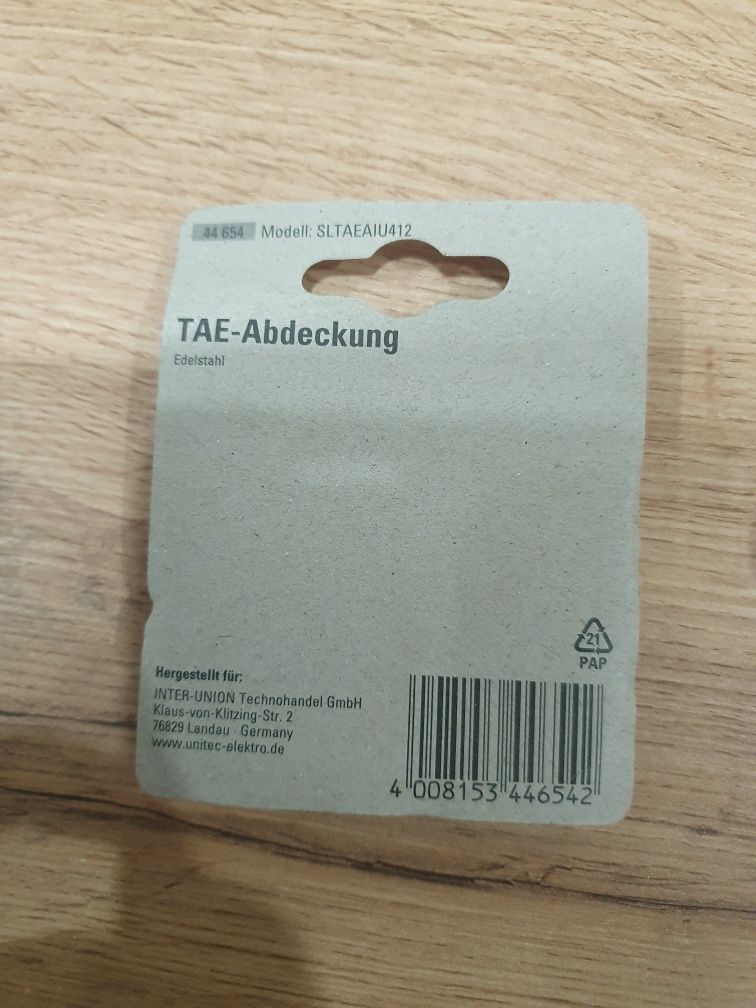 44 654 Modell: SLTAEAIU412
TAE-Abdeckung
Edelstahl
21
PAP
Hergestellt für:
INTER-UNION Technohandel GmbH
Klaus-von-Klitzing-Str. 2
76829 Landau · Germany
www.unitec-elektro.de
4 008153 446542